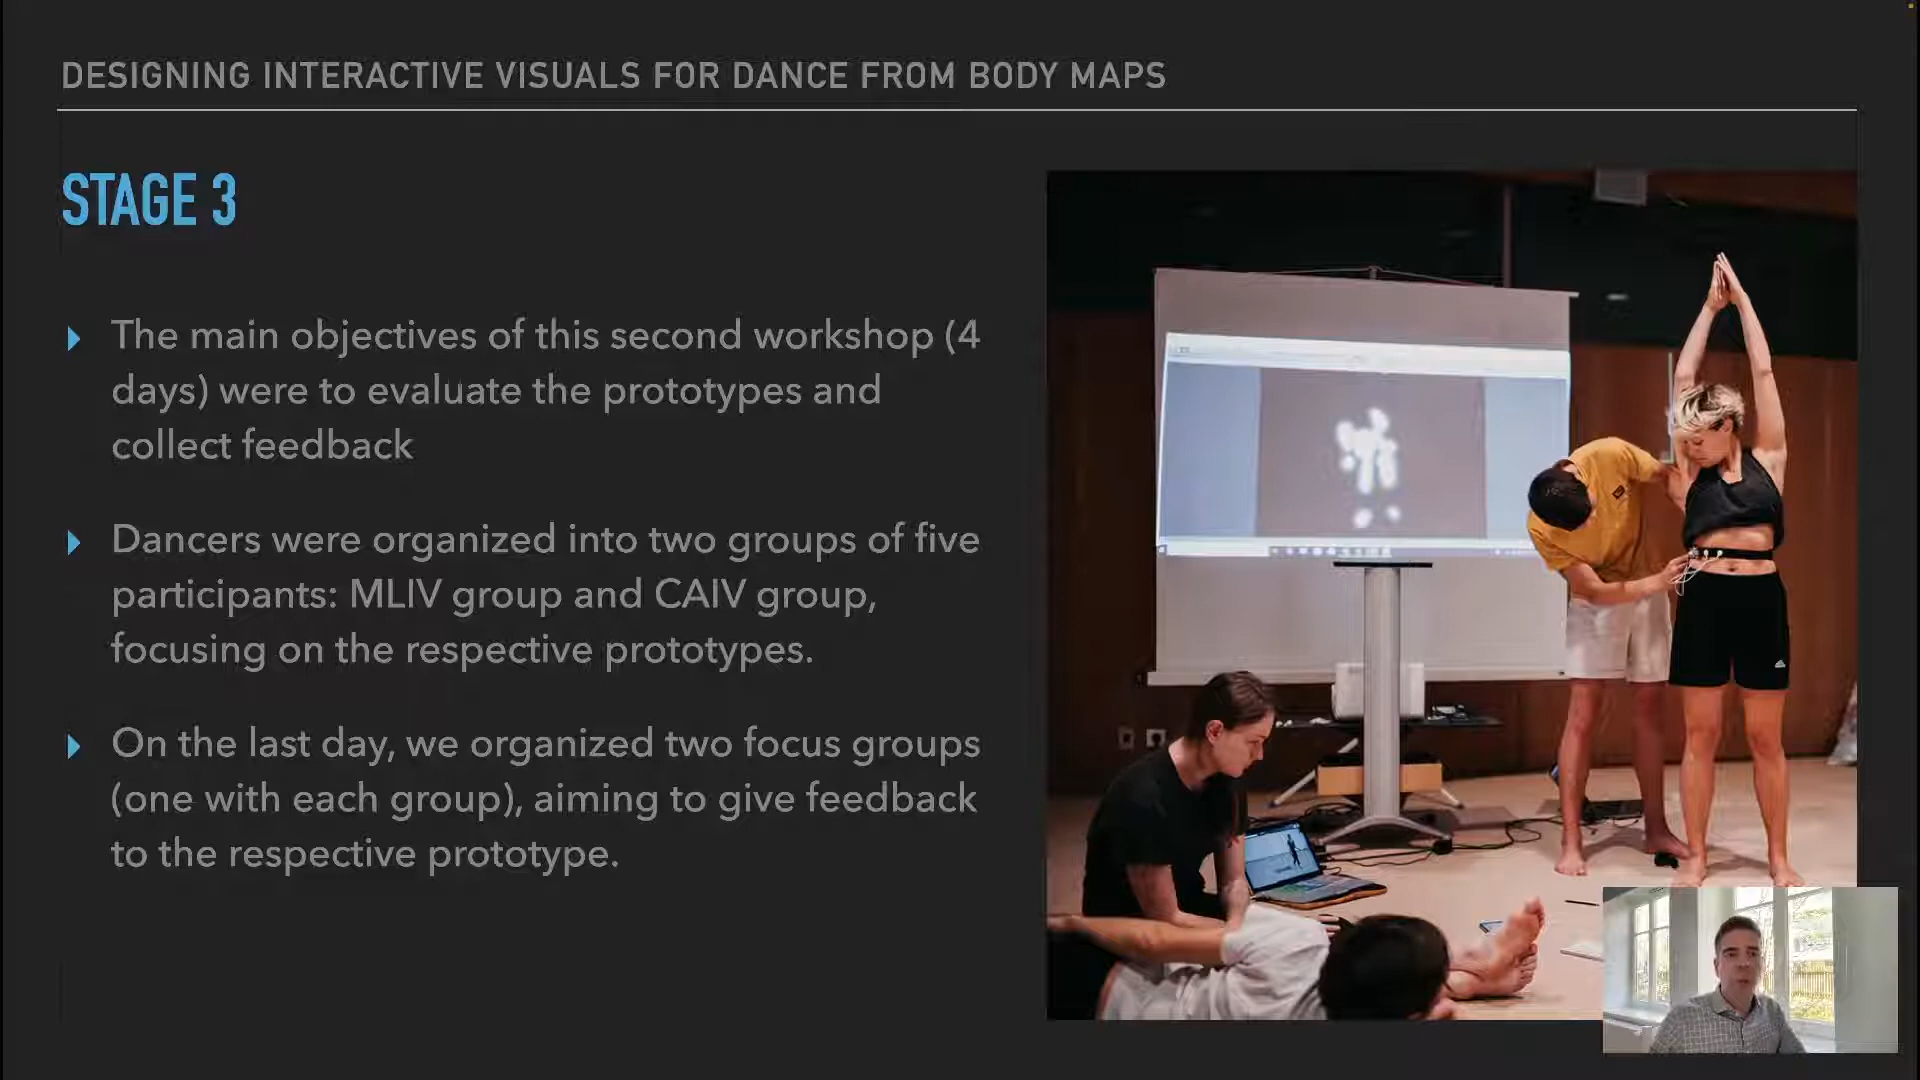 DESIGNING INTERACTIVE VISUALS FOR DANCE FROM BODY MAPS
STAGE 3
The main objectives of this second workshop (4
days) were to evaluate the prototypes and
collect feedback
Dancers were organized into two groups of five
participants: MLIV group and CAIV group,
focusing on the respective prototypes.
On the last day, we organized two focus groups
(one with each group), aiming to give feedback
to the respective prototype.